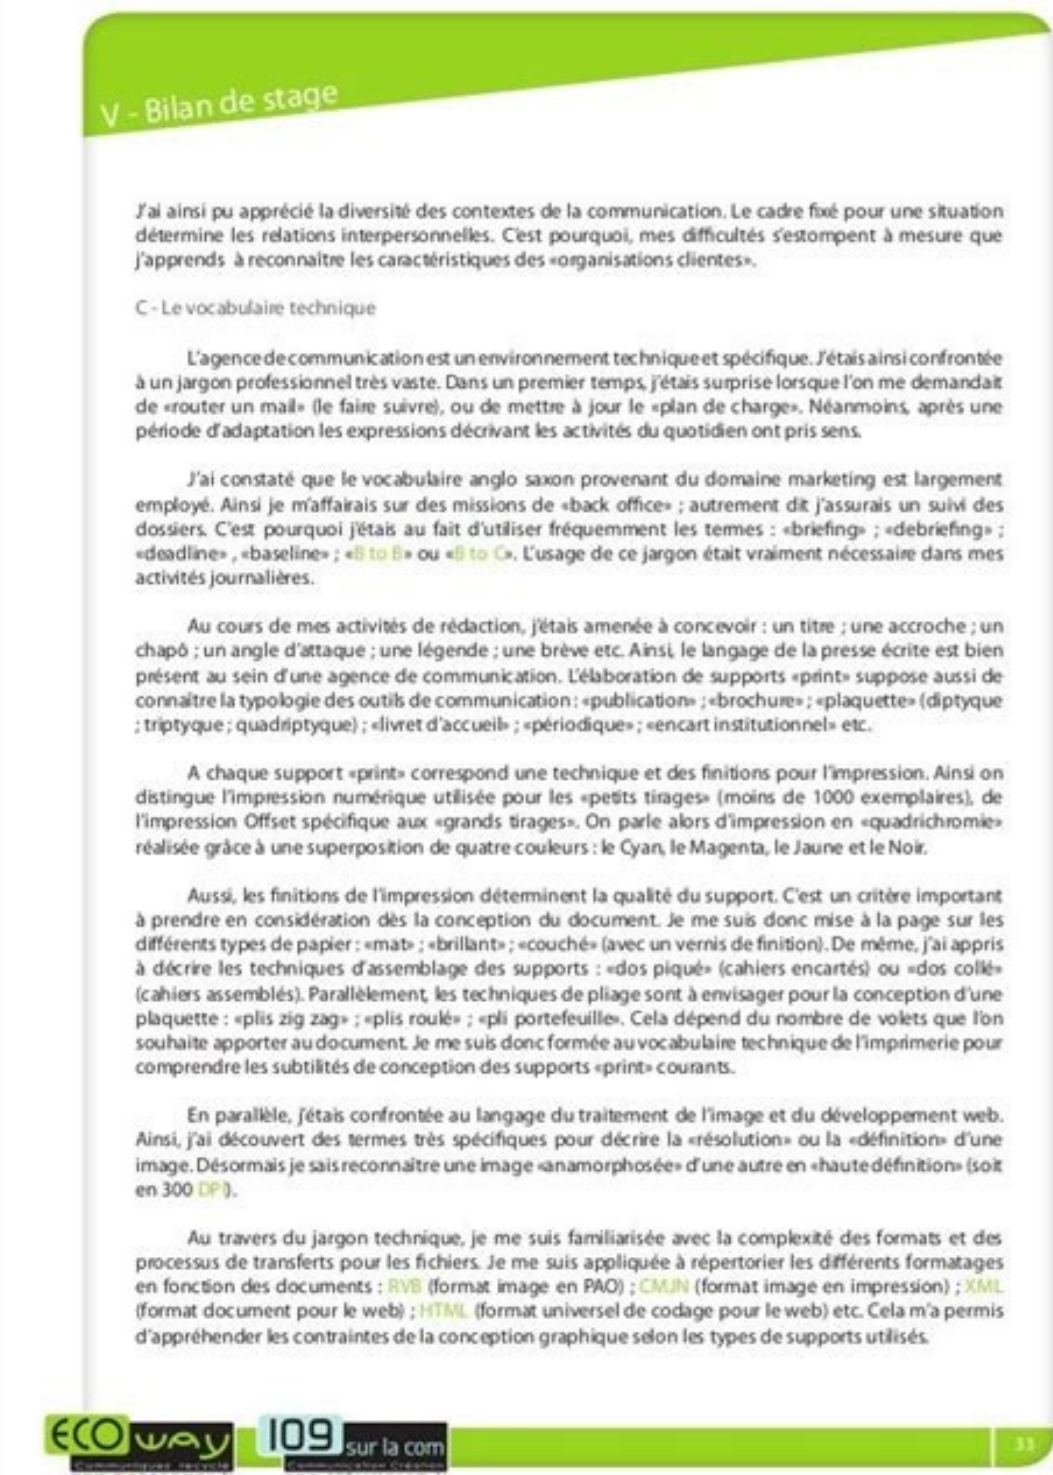 V - Bilan de stage
J'ai ainsi pu apprécié la diversité des contextes de la communication. Le cadre fixé pour une situation
détermine les relations interpersonnelles. C'est pourquoi, mes difficultés s'estompent à mesure que
j'apprends à reconnaître les caractéristiques des «organisations clientes».
C - Le vocabulaire technique
L'agence de communication est un environnement technique et spécifique. J'étais ainsi confrontée
à un jargon professionnel très vaste. Dans un premier temps, j'étais surprise lorsque l'on me demandait
de «router un mail» (le faire suivre), ou de mettre à jour le «plan de charge». Néanmoins, après une
période d'adaptation les expressions décrivant les activités du quotidien ont pris sens.
J'ai constaté que le vocabulaire anglo saxon provenant du domaine marketing est largement
employé. Ainsi je m'affairais sur des missions de «back office» ; autrement dit j'assurais un suivi des
dossiers. C'est pourquoi j'étais au fait d'utiliser fréquemment les termes : «briefing» ; «debriefing» ;
«deadline» , «baseline» ; «B to B» ou «B to C». L'usage de ce jargon était vraiment nécessaire dans mes
activités journalières.
Au cours de mes activités de rédaction, j'étais amenée à concevoir : un titre ; une accroche ; un
chapô ; un angle d'attaque ; une légende ; une brève etc. Ainsi, le langage de la presse écrite est bien
présent au sein d'une agence de communication. L'élaboration de supports «print» suppose aussi de
connaître la typologie des outils de communication : «publication» ; «brochure» ; «plaquette» (diptyque
; triptyque ; quadriptyque) ; «livret d'accueil» ; «périodique» ; «encart institutionnel» etc.
A chaque support «print» correspond une technique et des finitions pour l'impression. Ainsi on
distingue l'impression numérique utilisée pour les «petits tirages» (moins de 1000 exemplaires), de
l'impression Offset spécifique aux «grands tirages». On parle alors d'impression en «quadrichromie»
réalisée grâce à une superposition de quatre couleurs : le Cyan, le Magenta, le Jaune et le Noir.
Aussi, les finitions de l'impression déterminent la qualité du support. C'est un critère important
à prendre en considération dès la conception du document. Je me suis donc mise à la page sur les
différents types de papier : «mat» ; «brillant» ; «couché» (avec un vernis de finition). De même, j'ai appris
à décrire les techniques d'assemblage des supports : «dos piqué» (cahiers encartés) ou «dos collé»
(cahiers assemblés). Parallèlement, les techniques de pliage sont à envisager pour la conception d'une
plaquette : «plis zig zag» ; «plis roulé» ; «pli portefeuille». Cela dépend du nombre de volets que l'on
souhaite apporter au document. Je me suis donc formée au vocabulaire technique de l'imprimerie pour
comprendre les subtilités de conception des supports «print» courants.
En parallèle, j'étais confrontée au langage du traitement de l'image et du développement web.
Ainsi, j'ai découvert des termes très spécifiques pour décrire la «résolution» ou la «définition» d'une
image. Désormais je sais reconnaître une image «anamorphosée» d'une autre en «haute définition» (soit
en 300 DPI).
Au travers du jargon technique, je me suis familiarisée avec la complexité des formats et des
processus de transferts pour les fichiers. Je me suis appliquée à répertorier les différents formatages
en fonction des documents : RVB (format image en PAO) ; CMJN (format image en impression) ; XML
(format document pour le web) ; HTML (format universel de codage pour le web) etc. Cela m'a permis
d'appréhender les contraintes de la conception graphique selon les types de supports utilisés.
ECOway 109 sur la com 33
Communiquez recyclé Communication Création